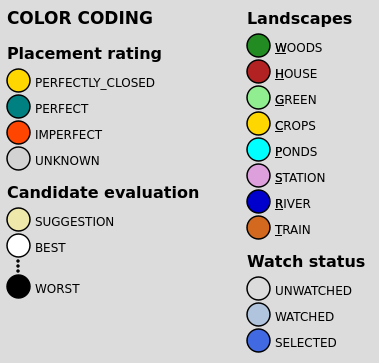 COLOR CODING
Placement rating
PERFECTLY_CLOSED
PERFECT
IMPERFECT
UNKNOWN
Candidate evaluation
SUGGESTION
BEST
WORST
Landscapes
WOODS
HOUSE
GREEN
CROPS
PONDS
STATION
RIVER
TRAIN
Watch status
UNWATCHED
WATCHED
SELECTED